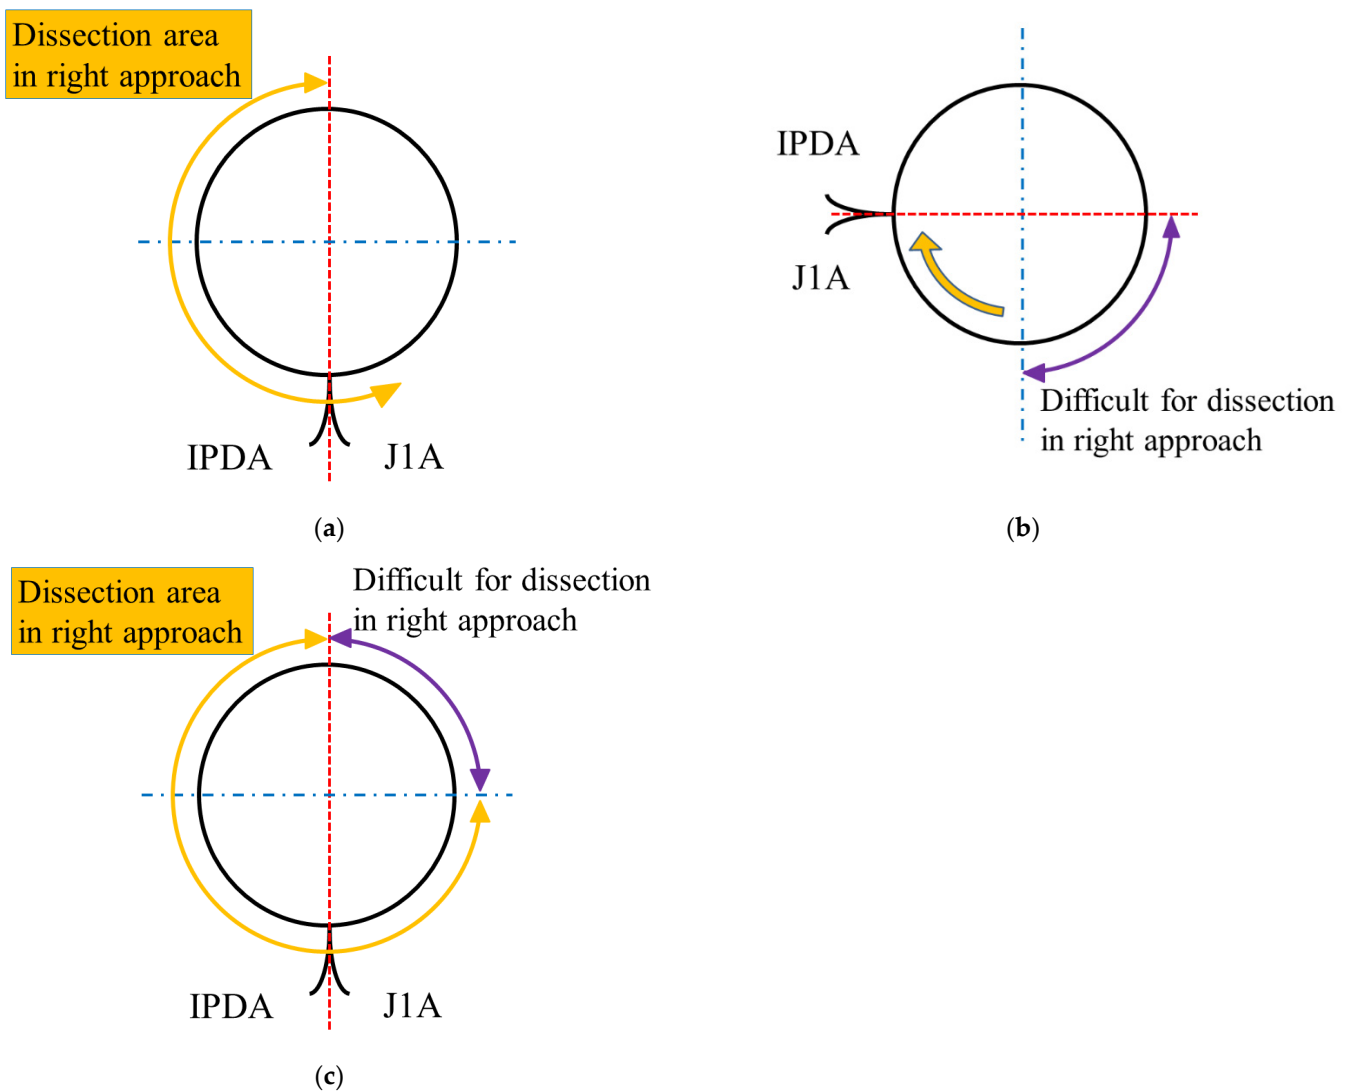 Dissection area
in right approach
IPDA
J1A
(a)
IPDA
J1A
Difficult for dissection
in right approach
(b)
Dissection area
in right approach
Difficult for dissection
in right approach
IPDA
J1A
(c)